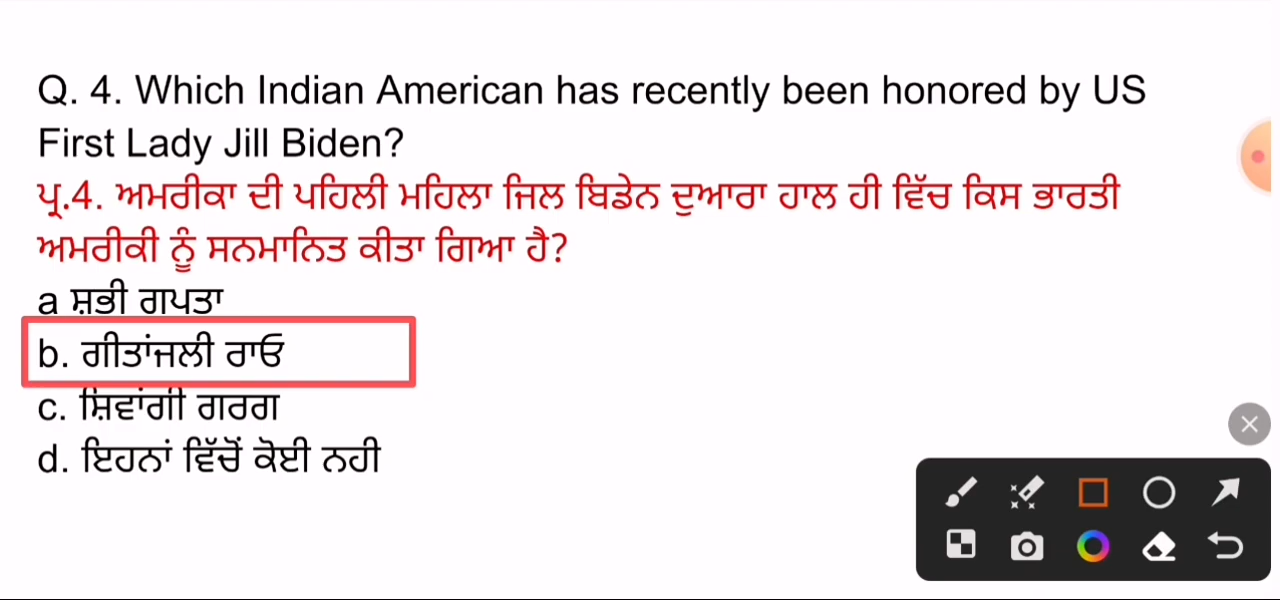 Q. 4. Which Indian American has recently been honored by US
First Lady Jill Biden?
ਪ੍ਰ.4. ਅਮਰੀਕਾ ਦੀ ਪਹਿਲੀ ਮਹਿਲਾ ਜਿਲ ਬਿਡੇਨ ਦੁਆਰਾ ਹਾਲ ਹੀ ਵਿੱਚ ਕਿਸ ਭਾਰਤੀ
ਅਮਰੀਕੀ ਨੂੰ ਸਨਮਾਨਿਤ ਕੀਤਾ ਗਿਆ ਹੈ?
a ਸ਼ਭੀ ਗਪਤਾ
b. ਗੀਤਾਂਜਲੀ ਰਾਓ
c. ਸ਼ਿਵਾਂਗੀ ਗਰਗ
d. ਇਹਨਾਂ ਵਿੱਚੋਂ ਕੋਈ ਨਹੀ